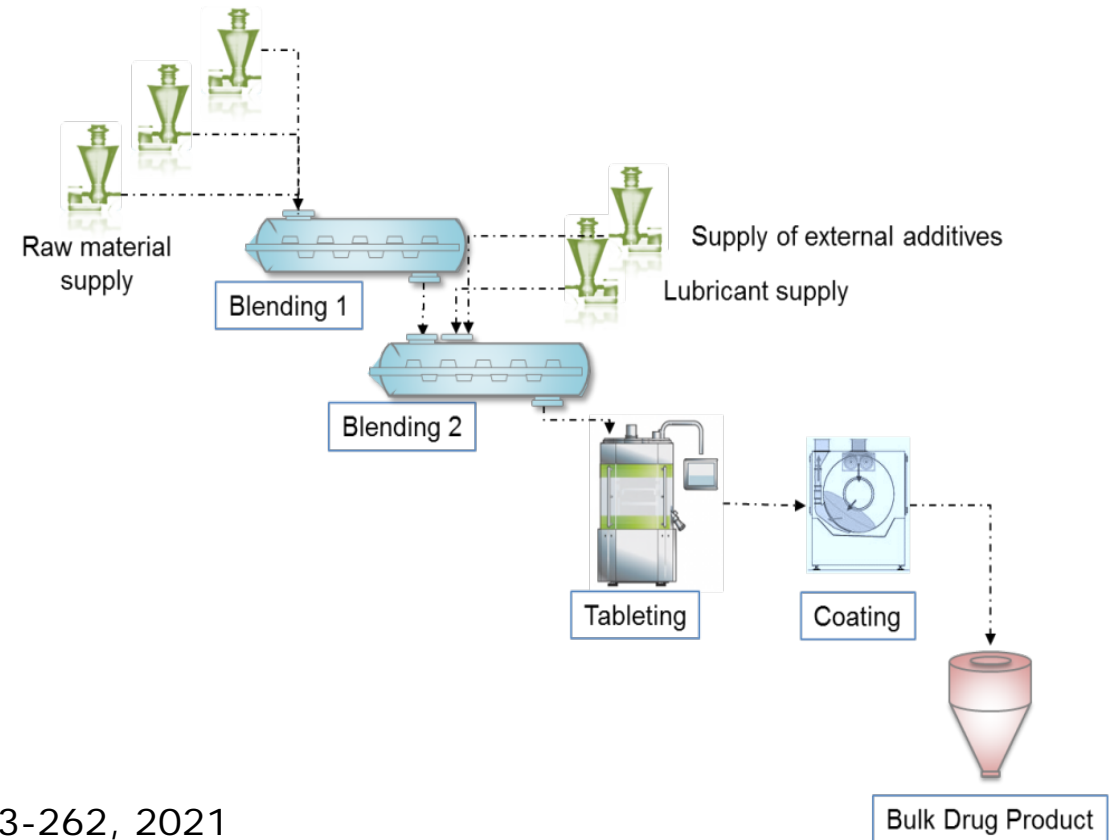 Raw material
supply
Supply of external additives
Lubricant supply
Blending 1
Blending 2
Tableting
Coating
Bulk Drug Product
3-262, 2021